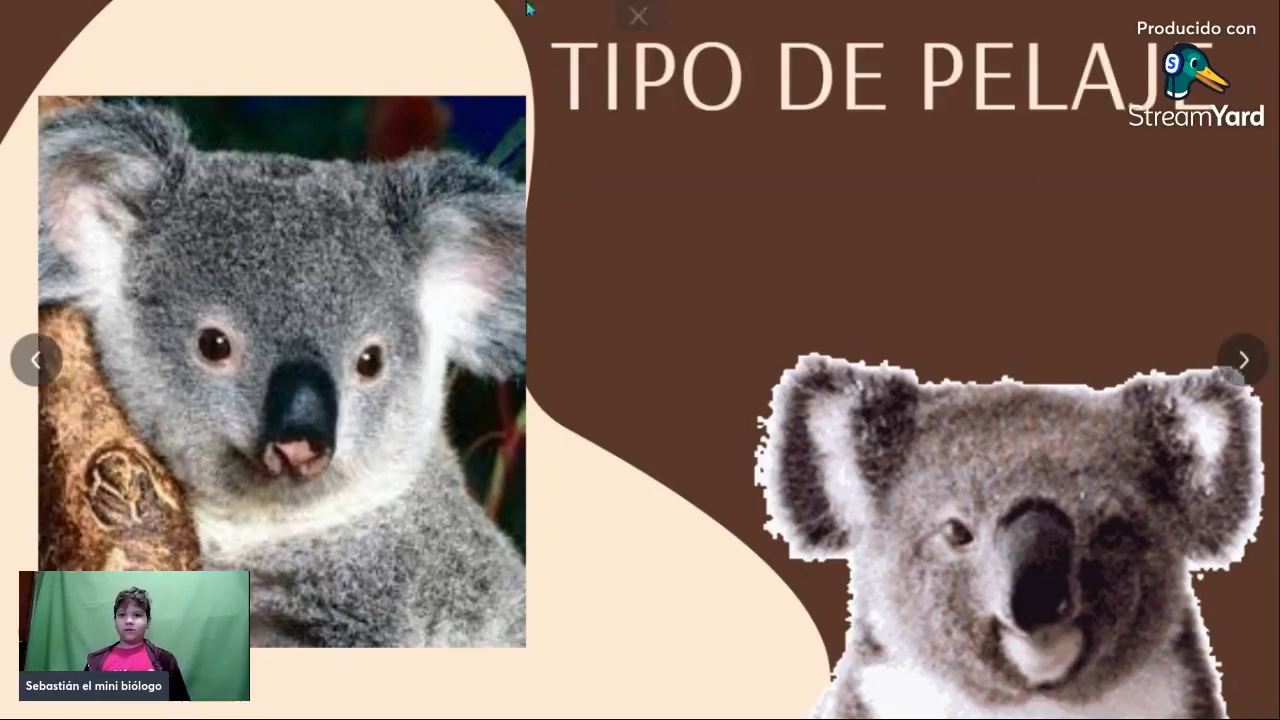 Producido con
TIPO DE PELAJE
S
StreamYard
Sebastián el mini biólogo